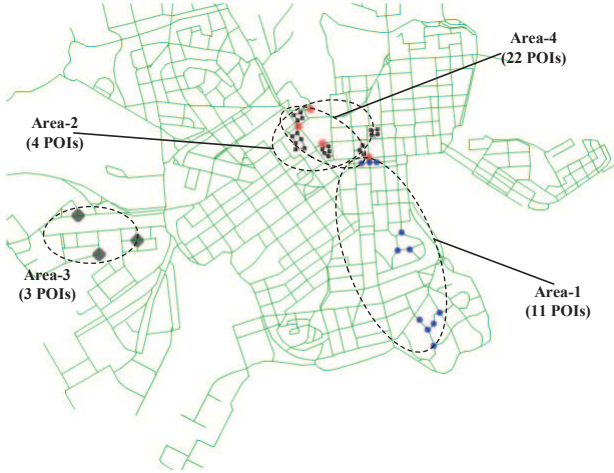 Area-4
(22 POIs)
Area-2
(4 POIs)
Area-3
(3 POIs)
Area-1
(11 POIs)